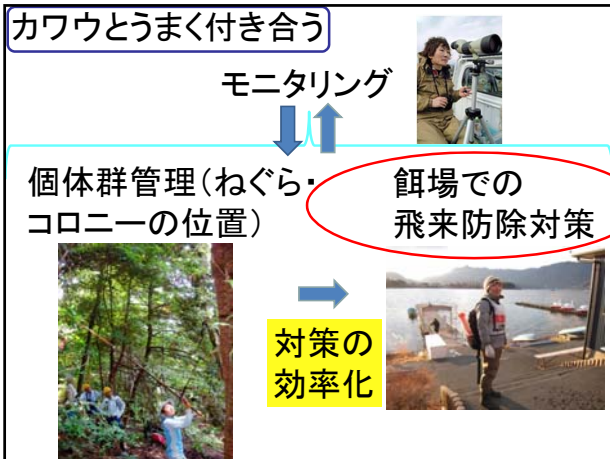 カワウとうまく付き合う
モニタリング
個体群管理(ねぐら・
コロニーの位置)
餌場での
飛来防除対策
対策の
効率化